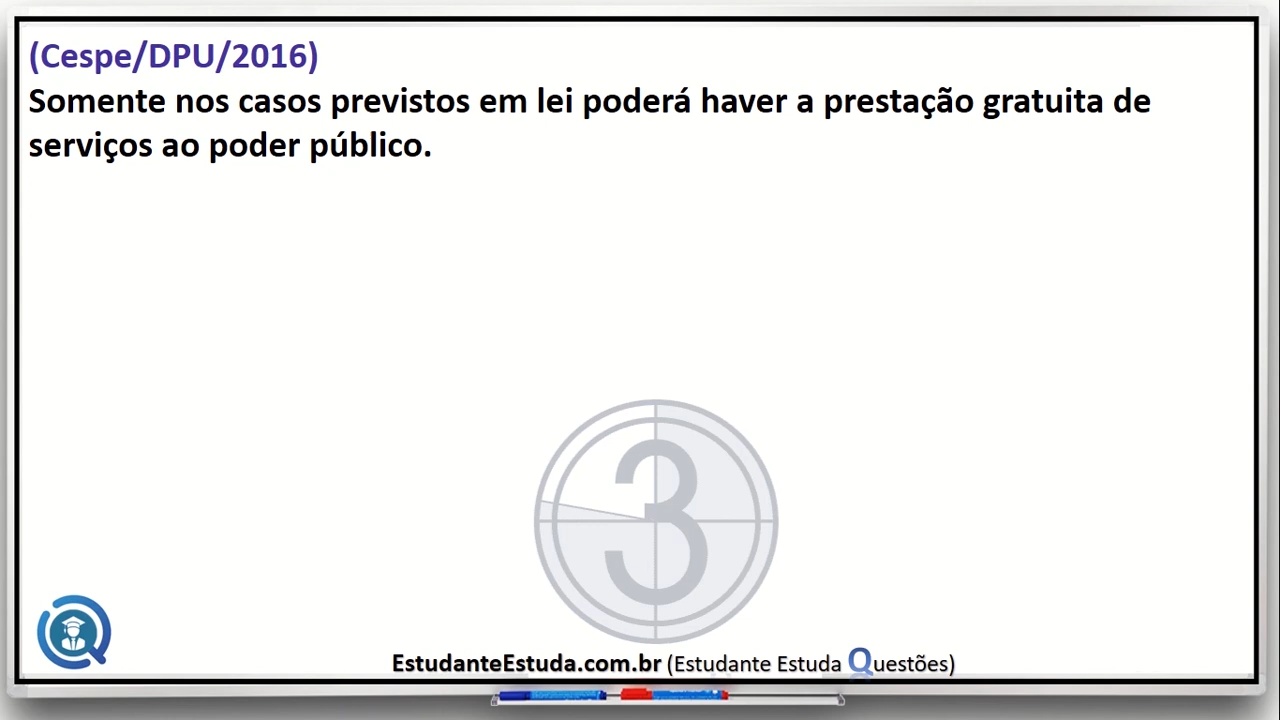 (Cespe/DPU/2016)
Somente nos casos previstos em lei poderá haver a prestação gratuita de
serviços ao poder público.
3
EstudanteEstuda.com.br (Estudante Estuda Questões)